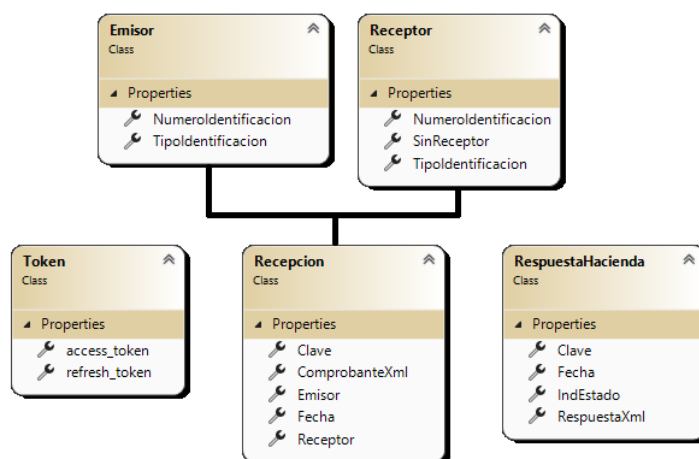 Emisor
Class
Properties
NumeroIdentificacion
TipoIdentificacion
Receptor
Class
Properties
NumeroIdentificacion
SinReceptor
TipoIdentificacion
Token
Class
Properties
access_token
refresh_token
Recepcion
Class
Properties
Clave
ComprobanteXml
Emisor
Fecha
Receptor
RespuestaHacienda
Class
Properties
Clave
Fecha
IndEstado
RespuestaXml